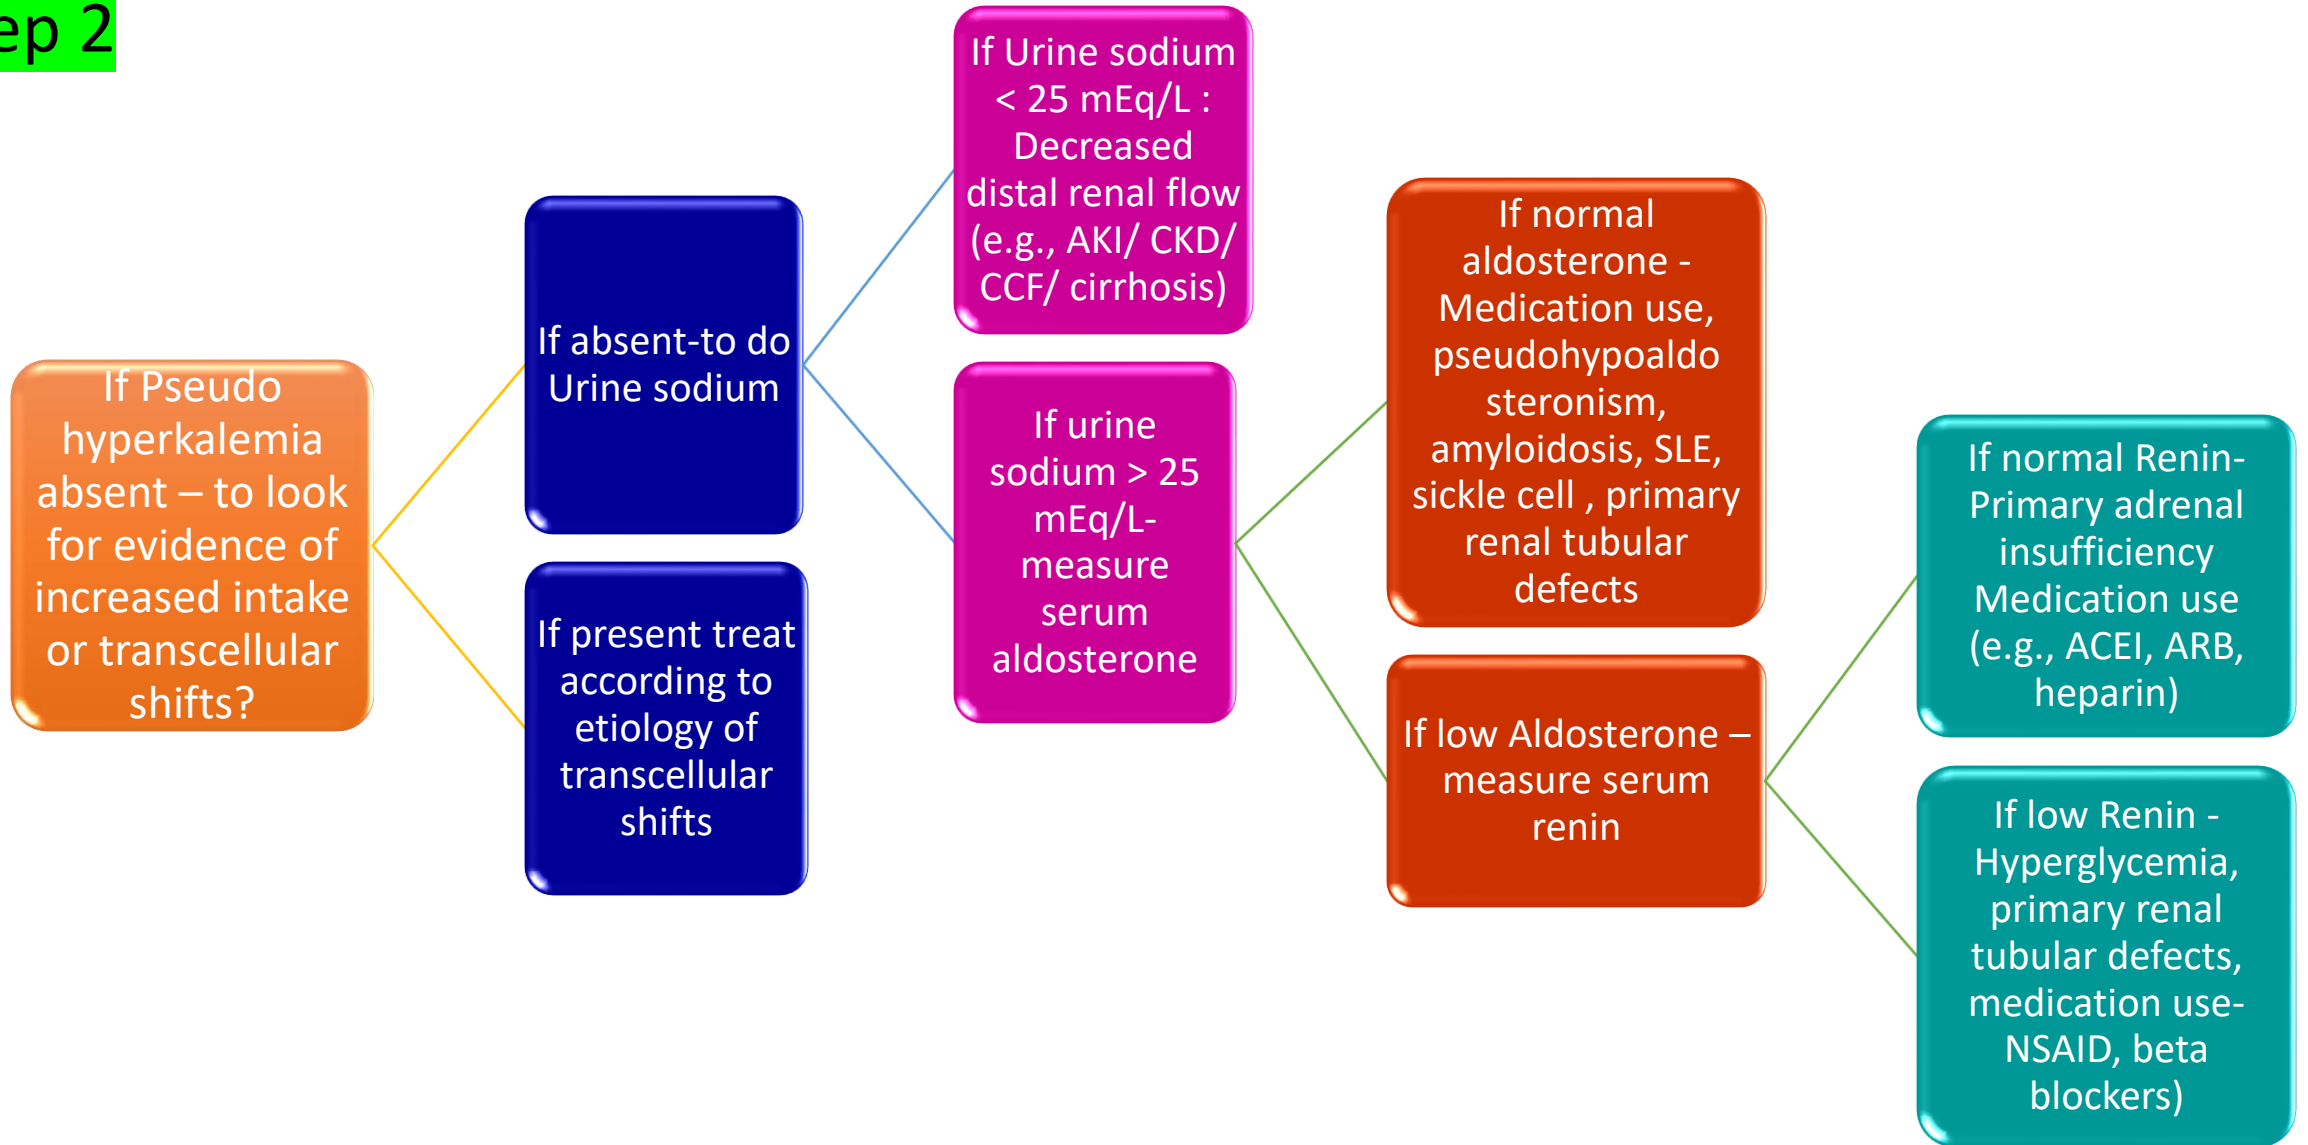 ep 2
If Pseudo
hyperkalemia
absent – to look
for evidence of
increased intake
or transcellular
shifts?
If absent-to do
Urine sodium
If present treat
according to
etiology of
transcellular
shifts
If Urine sodium
< 25 mEq/L :
Decreased
distal renal flow
(e.g., AKI/ CKD/
CCF/ cirrhosis)
If urine
sodium > 25
mEq/L-
measure
serum
aldosterone
If normal
aldosterone -
Medication use,
pseudohypoaldo
steronism,
amyloidosis, SLE,
sickle cell , primary
renal tubular
defects
If low Aldosterone –
measure serum
renin
If normal Renin-
Primary adrenal
insufficiency
Medication use
(e.g., ACEI, ARB,
heparin)
If low Renin -
Hyperglycemia,
primary renal
tubular defects,
medication use-
NSAID, beta
blockers)